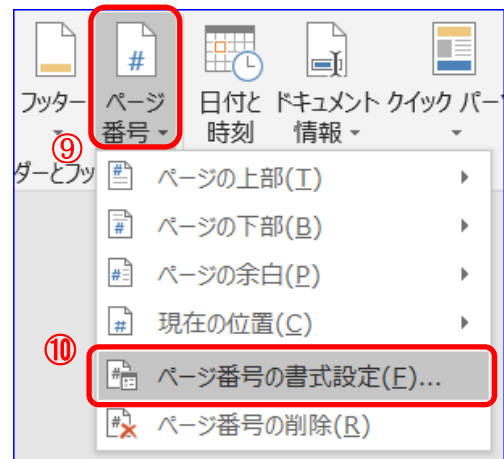 フッター
ページ
番号
日付と
時刻
ドキュメント
情報
クイック パー
⑨
ダーとフッ
ページの上部(T)
ページの下部(B)
ページの余白(P)
現在の位置(C)
⑩
ページ番号の書式設定(F)...
ページ番号の削除(R)